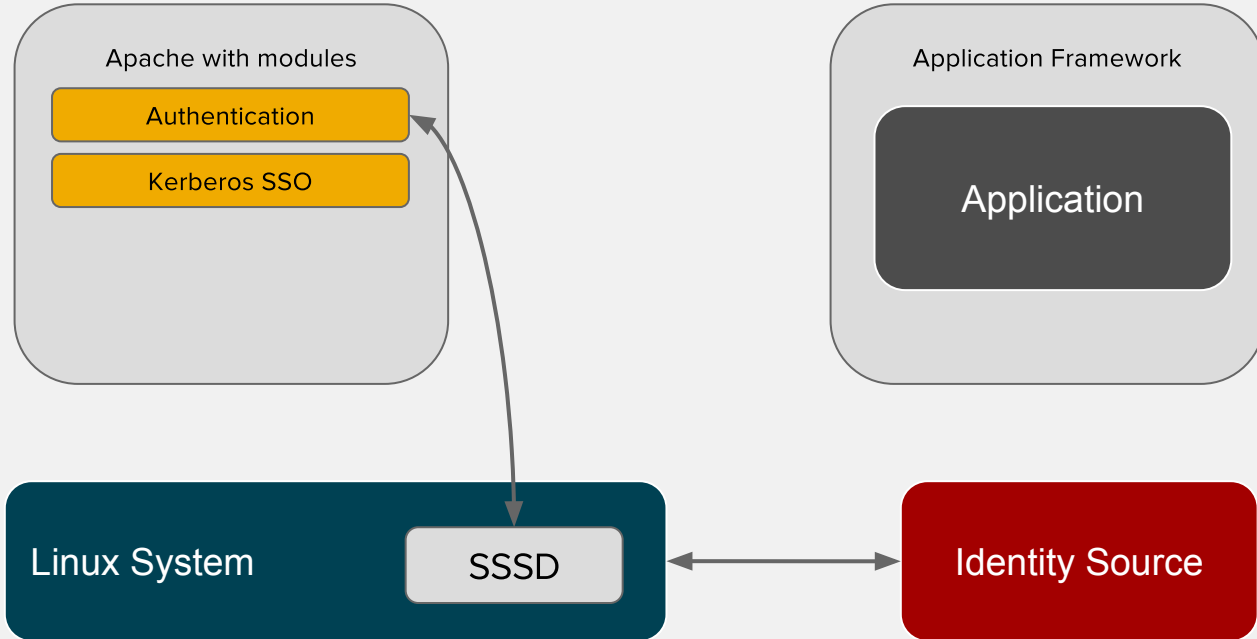 Apache with modules
Authentication
Kerberos SSO
Application Framework
Application
Linux System
SSSD
Identity Source